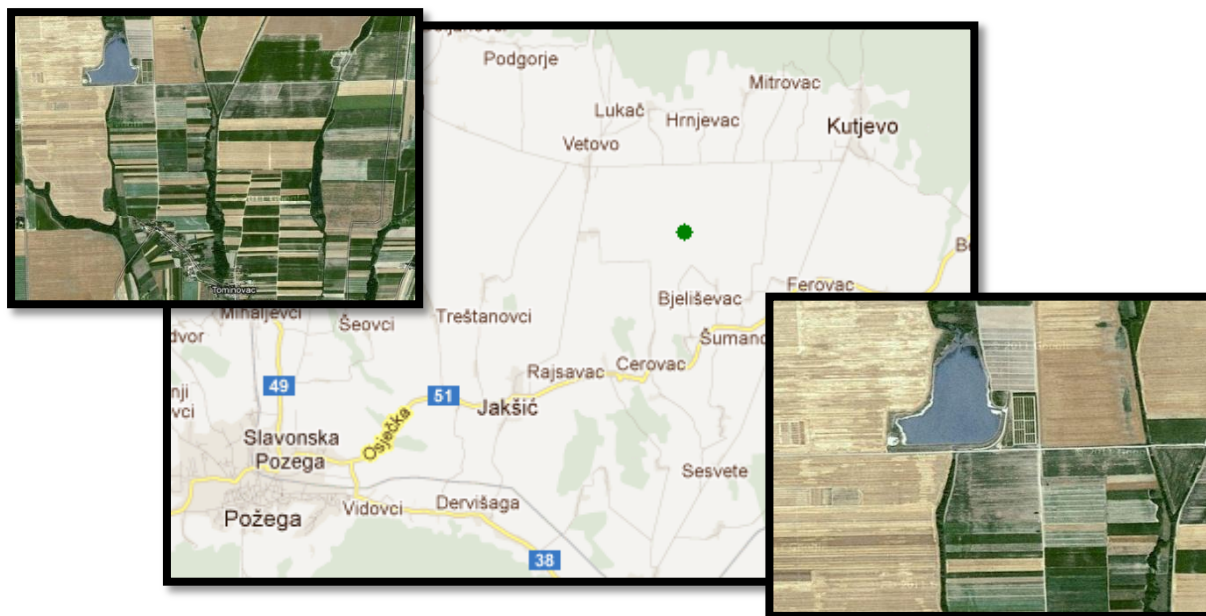 Tominovac
Podgorje
Mitrovac
Lukač
Hrnjevac
Kutjevo
Vetovo
Bjeliševac
Ferovac
Mihaljevci
Šeovci
Treštanovci
Rajsavac
Cerovac
49
51
Jakšić
Osječka
Slavonska
Požega
Sesvete
Vidovci
Dervišaga
Požega
38